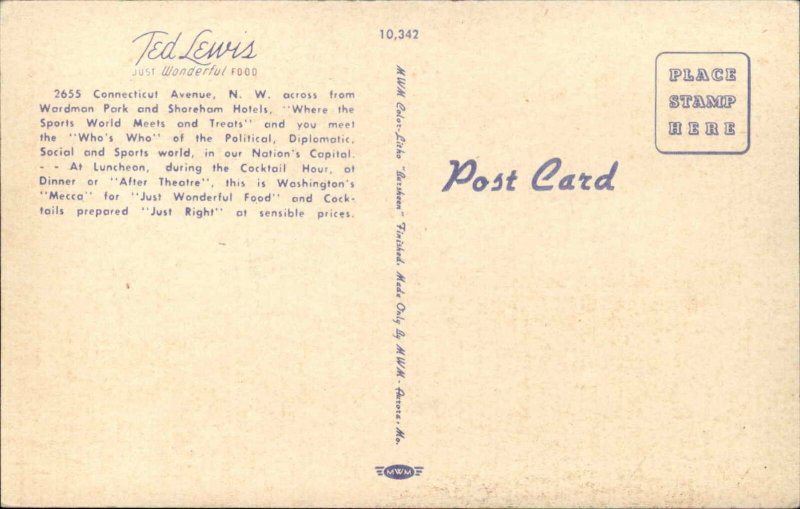 Ted Lewis
JUST Wonderful FOOD
2655 Connecticut Avenue, N. W. across from
Wardman Park and Shoreham Hotels, "Where the
Sports World Meets and Treats" and you meet
the "Who's Who" of the Political, Diplomatic,
Social and Sports world, in our Nation's Capital.
- - At Luncheon, during the Cocktail Hour, at
Dinner or "After Theatre", this is Washington's
"Mecca" for "Just Wonderful Food" and Cock-
tails prepared "Just Right" at sensible prices.
10,342
MWM Color-Litho "Aursheen" Finished. Made Only By MWM - Aurora, Mo.
MWM
Post Card
PLACE
STAMP
HERE